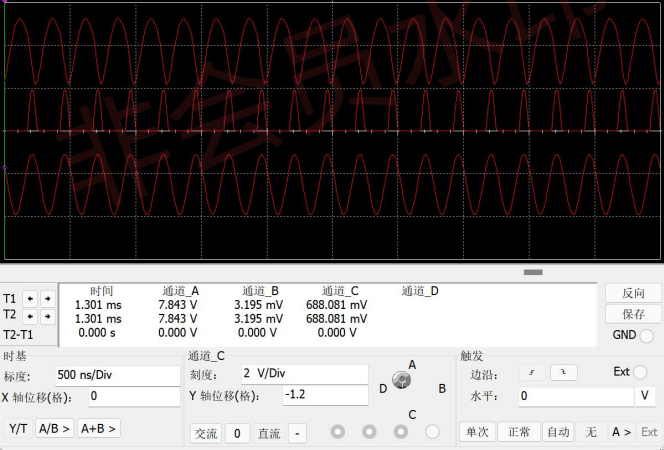 非会员水印
时间 通道_A 通道_B 通道_C 通道_D
T1 1.301 ms 7.843 V 3.195 mV 688.081 mV
T2 1.301 ms 7.843 V 3.195 mV 688.081 mV
T2-T1 0.000 s 0.000 V 0.000 V 0.000 V
反向
保存
GND
时基 通道_C 触发
标度: 500 ns/Div 刻度: 2 V/Div A 边沿: Ext
X 轴位移(格): 0 Y 轴位移(格): -1.2 D B 水平: 0 V
C
Y/T A/B > A+B > 交流 0 直流 - 单次 正常 自动 无 A > Ext